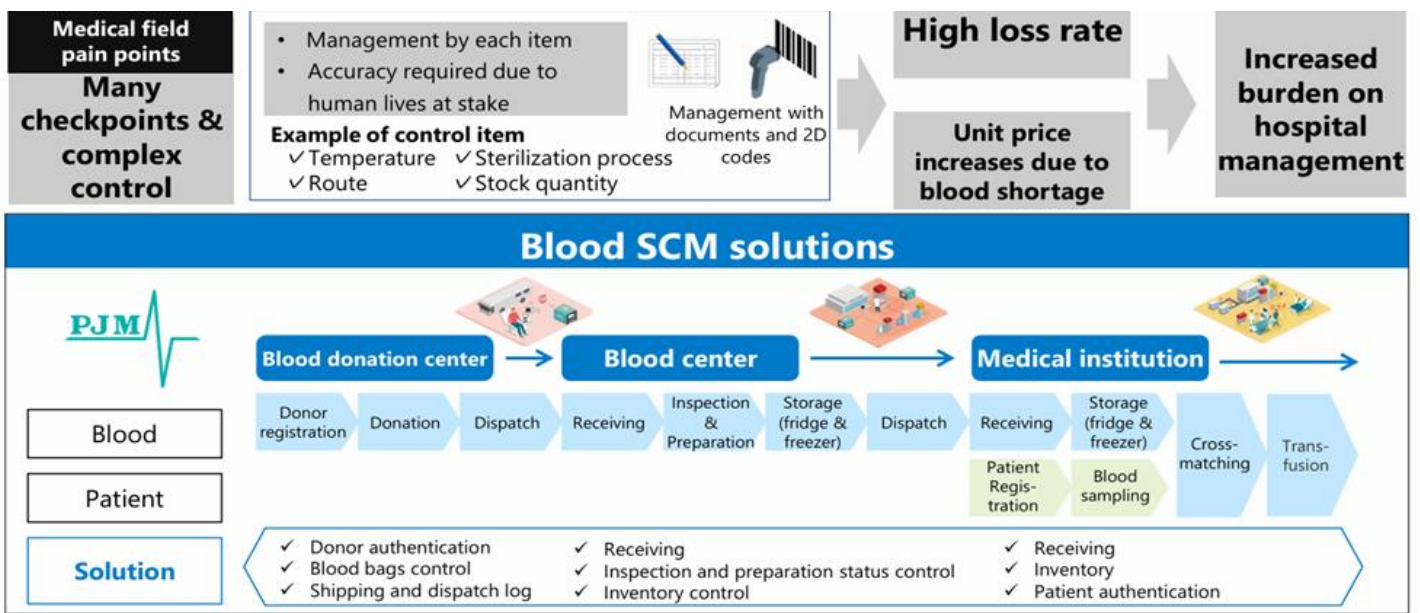 Medical field
pain points
Many
checkpoints &
complex
control
• Management by each item
• Accuracy required due to
human lives at stake
Example of control item
✓Temperature ✓Sterilization process
✓Route ✓Stock quantity
Management with
documents and 2D
codes
High loss rate
Unit price
increases due to
blood shortage
Increased
burden on
hospital
management
Blood SCM solutions
PJM
Blood donation center
Blood center
Medical institution
Blood
Donor
registration
Donation
Dispatch
Receiving
Inspection
&
Preparation
Storage
(fridge &
freezer)
Dispatch
Receiving
Storage
(fridge &
freezer)
Cross-
matching
Trans-
fusion
Patient
Patient
Regis-
tration
Blood
sampling
Solution
✓ Donor authentication
✓ Blood bags control
✓ Shipping and dispatch log
✓ Receiving
✓ Inspection and preparation status control
✓ Inventory control
✓ Receiving
✓ Inventory
✓ Patient authentication